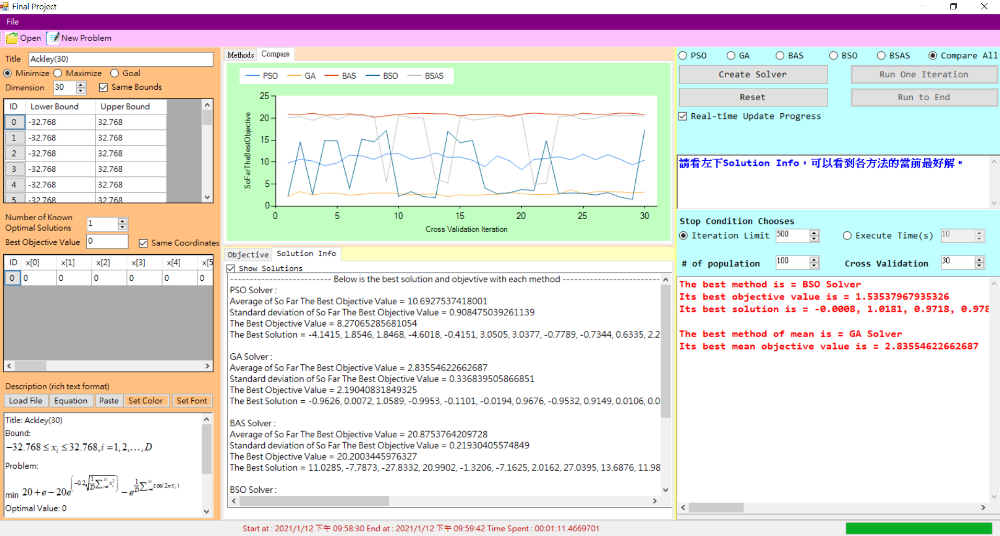 Final Project
File
Open New Problem
Title Ackley(30)
Minimize Maximize Goal
Dimension 30 Same Bounds
ID Lower Bound Upper Bound
0 -32.768 32.768
1 -32.768 32.768
2 -32.768 32.768
3 -32.768 32.768
4 -32.768 32.768
5 -32.768 32.768
Number of Known
Optimal Solutions 1
Best Objective Value 0 Same Coordinates
ID x[0] x[1] x[2] x[3] x[4] x[5
0 0 0 0 0 0 0
Description (rich text format)
Load File Equation Paste Set Color Set Font
Title: Ackley(30)
Bound:
−32.768 ≤ x_i ≤ 32.768, i = 1, 2, …, D
Problem:
min 20 + e − 20e^(−0.2√(1/D ∑_{i=1}^{D} x_i^2)) − e^(1/D ∑_{i=1}^{D} cos(2πx_i))
Optimal Value: 0
Methods Compare
PSO GA BAS BSO BSAS
SoFarTheBestObjective
25
20
15
10
5
0
0 5 10 15 20 25 30
Cross Validation Iteration
Objective Solution Info
Show Solutions
-------------------------- Below is the best solution and objevtive with each method -------------------------
PSO Solver :
Average of So Far The Best Objective Value = 10.6927537418001
Standard deviation of So Far The Best Objective Value = 0.908475039261139
The Best Objective Value = 8.27065285681054
The Best Solution = -4.1415, 1.8546, 1.8468, -4.6018, -0.4151, 3.0505, 3.0377, -0.7789, -0.7344, 0.6335, 2.2
GA Solver :
Average of So Far The Best Objective Value = 2.83554622662687
Standard deviation of So Far The Best Objective Value = 0.336839505866851
The Best Objective Value = 2.19040831849325
The Best Solution = -0.9626, 0.0072, 1.0589, -0.9953, -0.1101, -0.0194, 0.9676, -0.9532, 0.9149, 0.0106, 0.0
BAS Solver :
Average of So Far The Best Objective Value = 20.8753764209728
Standard deviation of So Far The Best Objective Value = 0.21930405574849
The Best Objective Value = 20.2003445976327
The Best Solution = 11.0285, -7.7873, -27.8332, 20.9902, -1.3206, -7.1625, 2.0162, 27.0395, 13.6876, 11.98
BSO Solver :
PSO GA BAS BSO BSAS Compare All
Create Solver Run One Iteration
Reset Run to End
Real-time Update Progress
請看左下Solution Info，可以看到各方法的當前最好解。
Stop Condition Chooses
Iteration Limit 500 Execute Time(s) 10
# of population 100 Cross Validation 30
The best method is = BSO Solver
Its best objective value is = 1.53537967935326
Its best solution is = -0.0008, 1.0181, 0.9718, 0.978
The best method of mean is = GA Solver
Its best mean objective value is = 2.83554622662687
Start at : 2021/1/12 下午 09:58:30 End at : 2021/1/12 下午 09:59:42 Time Spent : 00:01:11.4669701